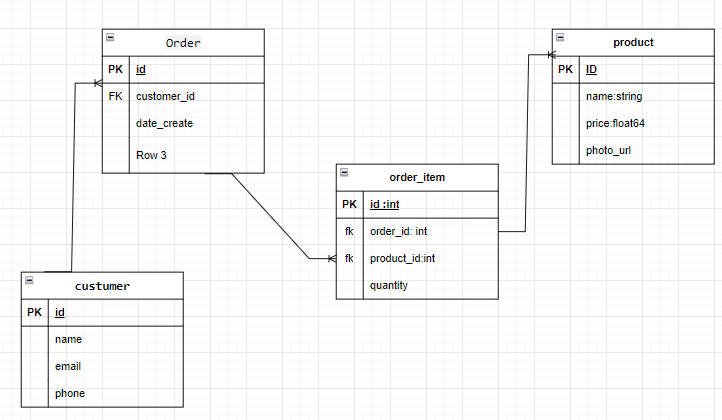 Order
PK id
FK customer_id
date_create
Row 3
product
PK ID
name:string
price:float64
photo_url
order_item
PK id :int
fk order_id: int
fk product_id:int
quantity
custumer
PK id
name
email
phone